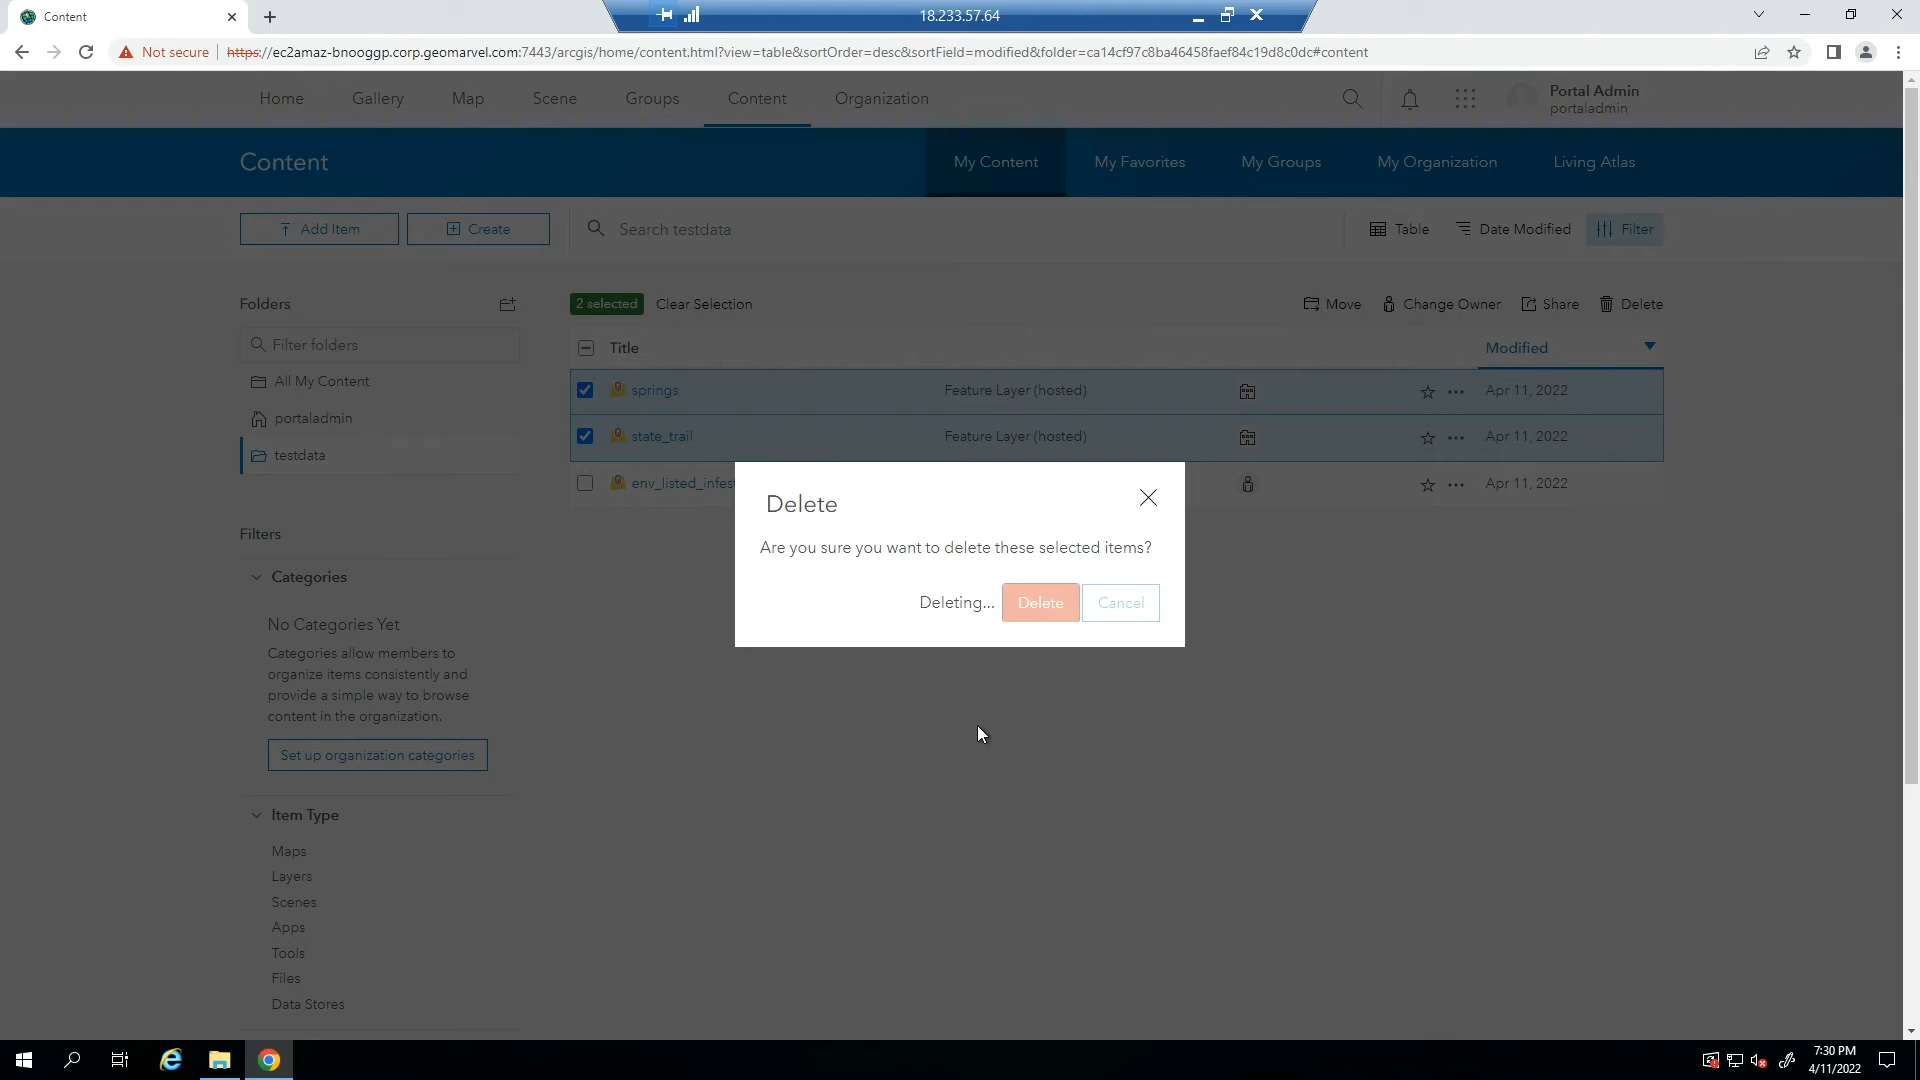 Content
18.233.57.64
Not secure
https://ec2amaz-bnooggp.corp.geomarvel.com:7443/arcgis/home/content.html?view=table&sortOrder=desc&sortField=modified&folder=ca14cf97c8ba46458faef84c19d8c0dc#content
Home Gallery Map Scene Groups Content Organization
Portal Admin
portaladmin
Content
My Content My Favorites My Groups My Organization Living Atlas
Add Item Create Search testdata Table Date Modified Filter
Folders
2 selected Clear Selection Move Change Owner Share Delete
Filter folders
Title Modified
All My Content
springs Feature Layer (hosted) Apr 11, 2022
portaladmin
state_trail Feature Layer (hosted) Apr 11, 2022
testdata
env_listed_infest Apr 11, 2022
Delete
Are you sure you want to delete these selected items?
Deleting... Delete Cancel
Filters
Categories
No Categories Yet
Categories allow members to
organize items consistently and
provide a simple way to browse
content in the organization.
Set up organization categories
Item Type
Maps
Layers
Scenes
Apps
Tools
Files
Data Stores
7:30 PM
4/11/2022